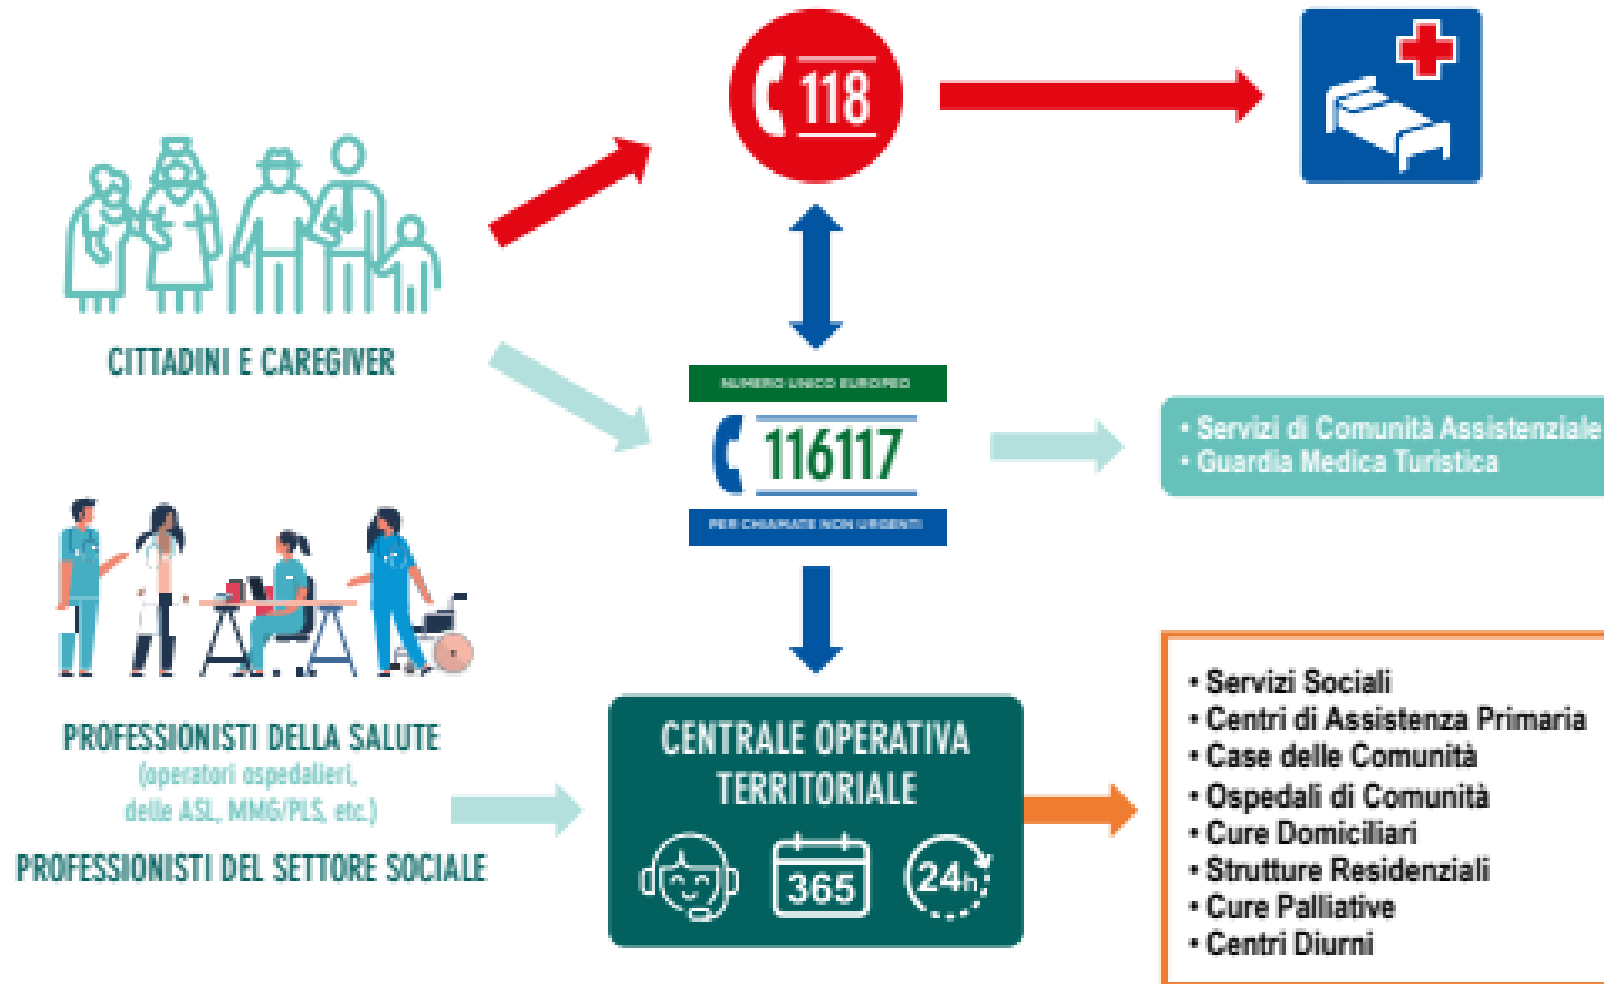 118
CITTADINI E CAREGIVER
NUMERO UNICO EUROPEO
116117
PER CHIAMATE NON URGENTI
• Servizi di Comunità Assistenziale
• Guardia Medica Turistica
PROFESSIONISTI DELLA SALUTE
(operatori ospedalieri,
delle ASL, MMG/PLS, etc.)
PROFESSIONISTI DEL SETTORE SOCIALE
CENTRALE OPERATIVA
TERRITORIALE
365
24h
• Servizi Sociali
• Centri di Assistenza Primaria
• Case delle Comunità
• Ospedali di Comunità
• Cure Domiciliari
• Strutture Residenziali
• Cure Palliative
• Centri Diurni